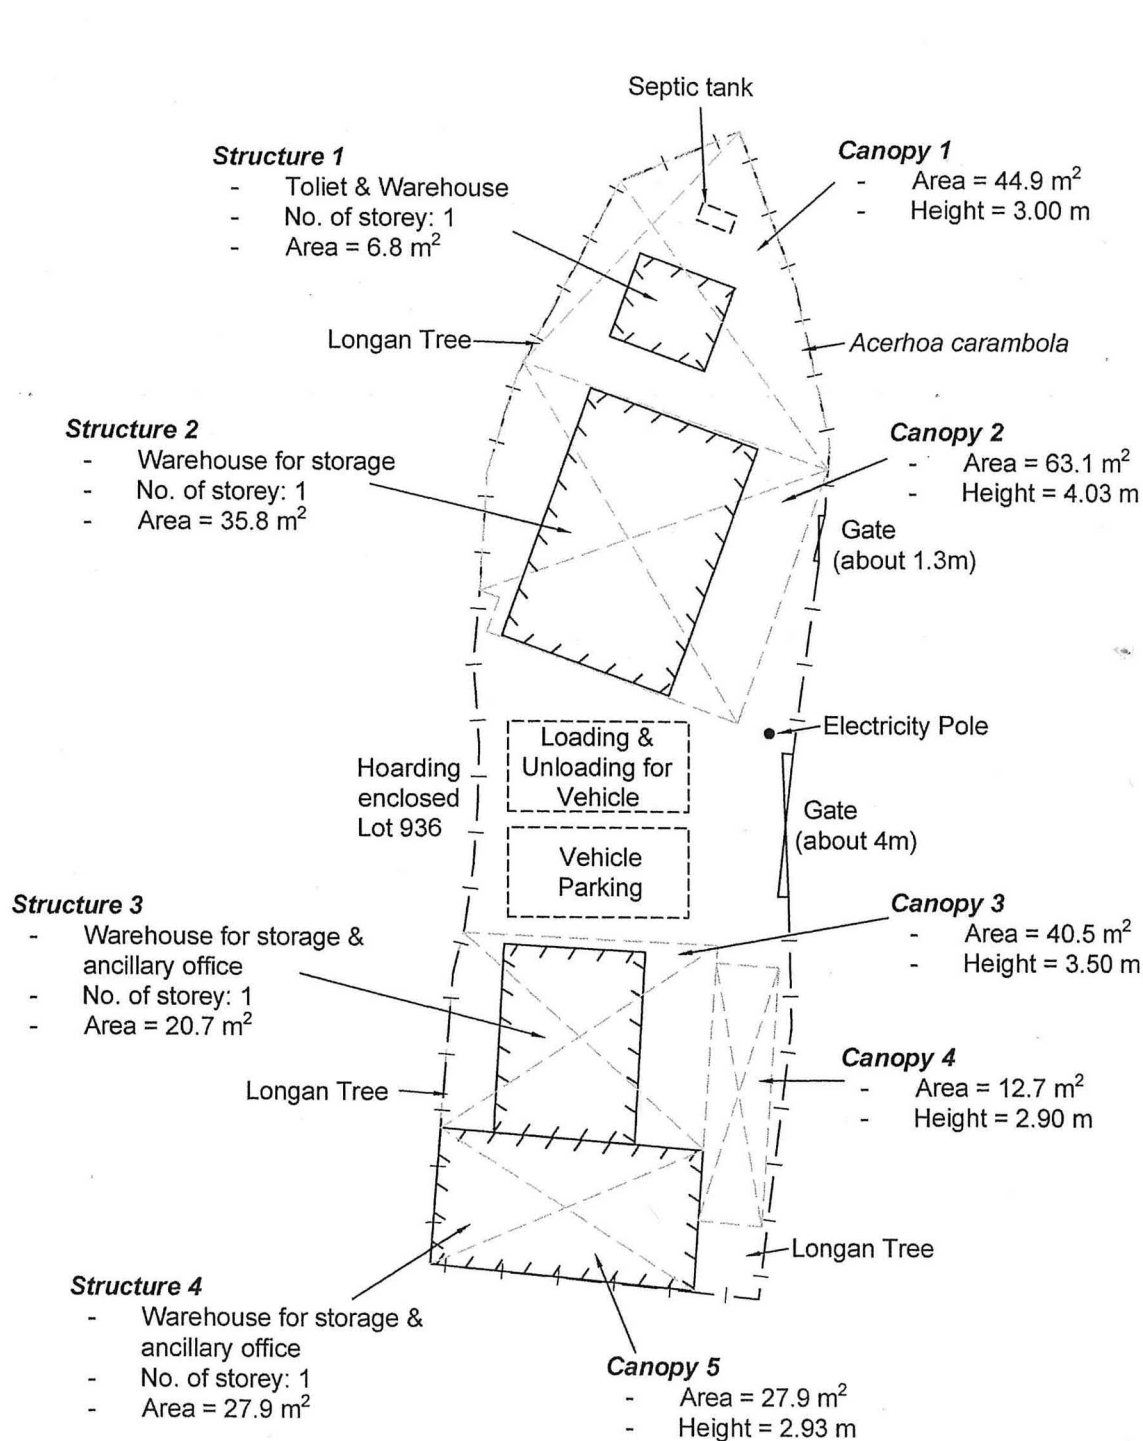 Septic tank
Structure 1
- Toliet & Warehouse
- No. of storey: 1
- Area = 6.8 m²
Canopy 1
- Area = 44.9 m²
- Height = 3.00 m
Longan Tree
Acerhoa carambola
Structure 2
- Warehouse for storage
- No. of storey: 1
- Area = 35.8 m²
Canopy 2
- Area = 63.1 m²
- Height = 4.03 m
Gate
(about 1.3m)
Electricity Pole
Loading &
Unloading for
Vehicle
Hoarding
enclosed
Lot 936
Gate
(about 4m)
Vehicle
Parking
Structure 3
- Warehouse for storage &
ancillary office
- No. of storey: 1
- Area = 20.7 m²
Canopy 3
- Area = 40.5 m²
- Height = 3.50 m
Longan Tree
Canopy 4
- Area = 12.7 m²
- Height = 2.90 m
Longan Tree
Structure 4
- Warehouse for storage &
ancillary office
- No. of storey: 1
- Area = 27.9 m²
Canopy 5
- Area = 27.9 m²
- Height = 2.93 m